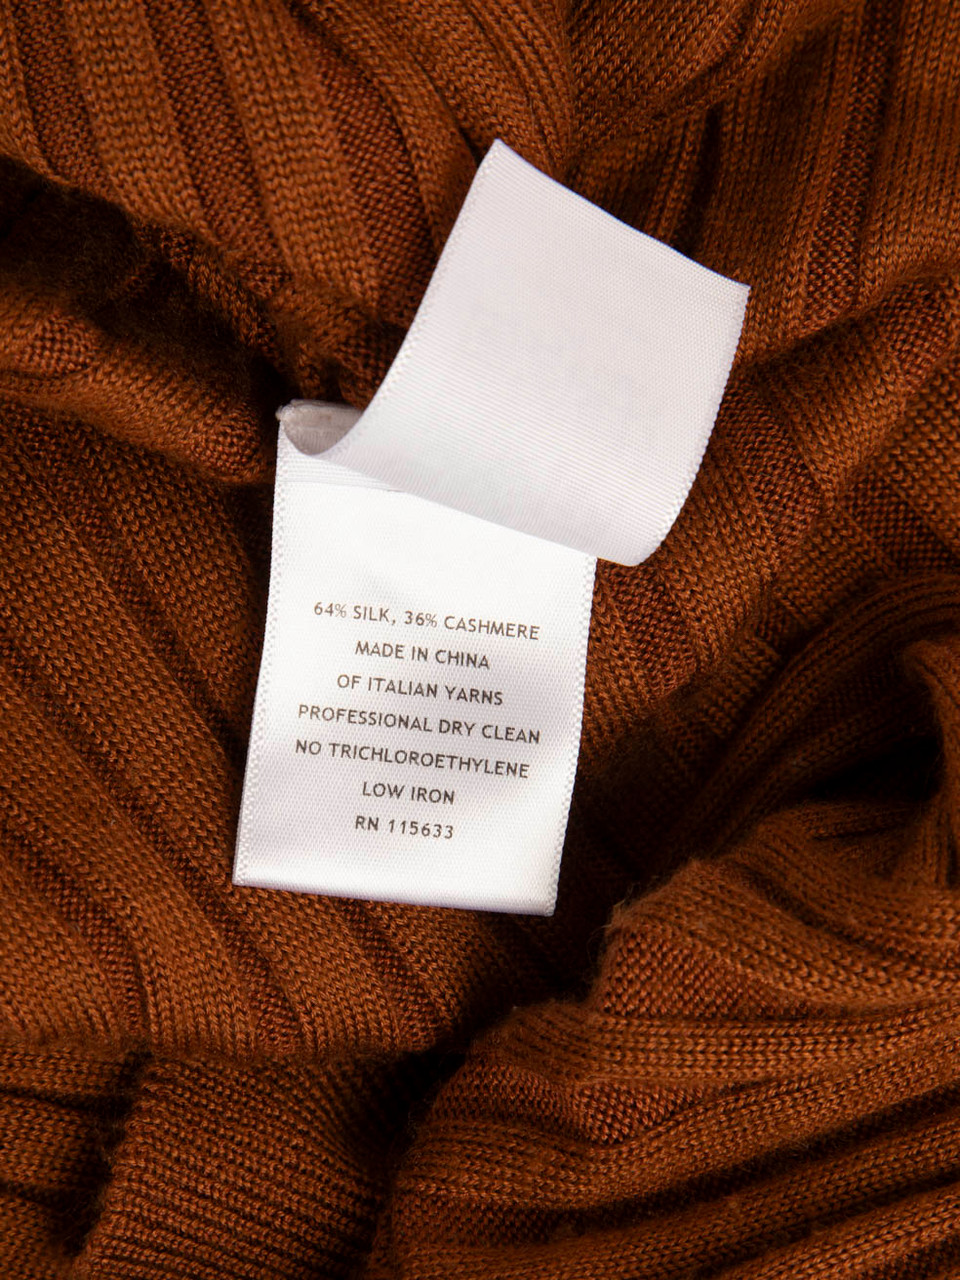 64% SILK, 36% CASHMERE
MADE IN CHINA
OF ITALIAN YARNS
PROFESSIONAL DRY CLEAN
NO TRICHLOROETHYLENE
LOW IRON
RN 115633